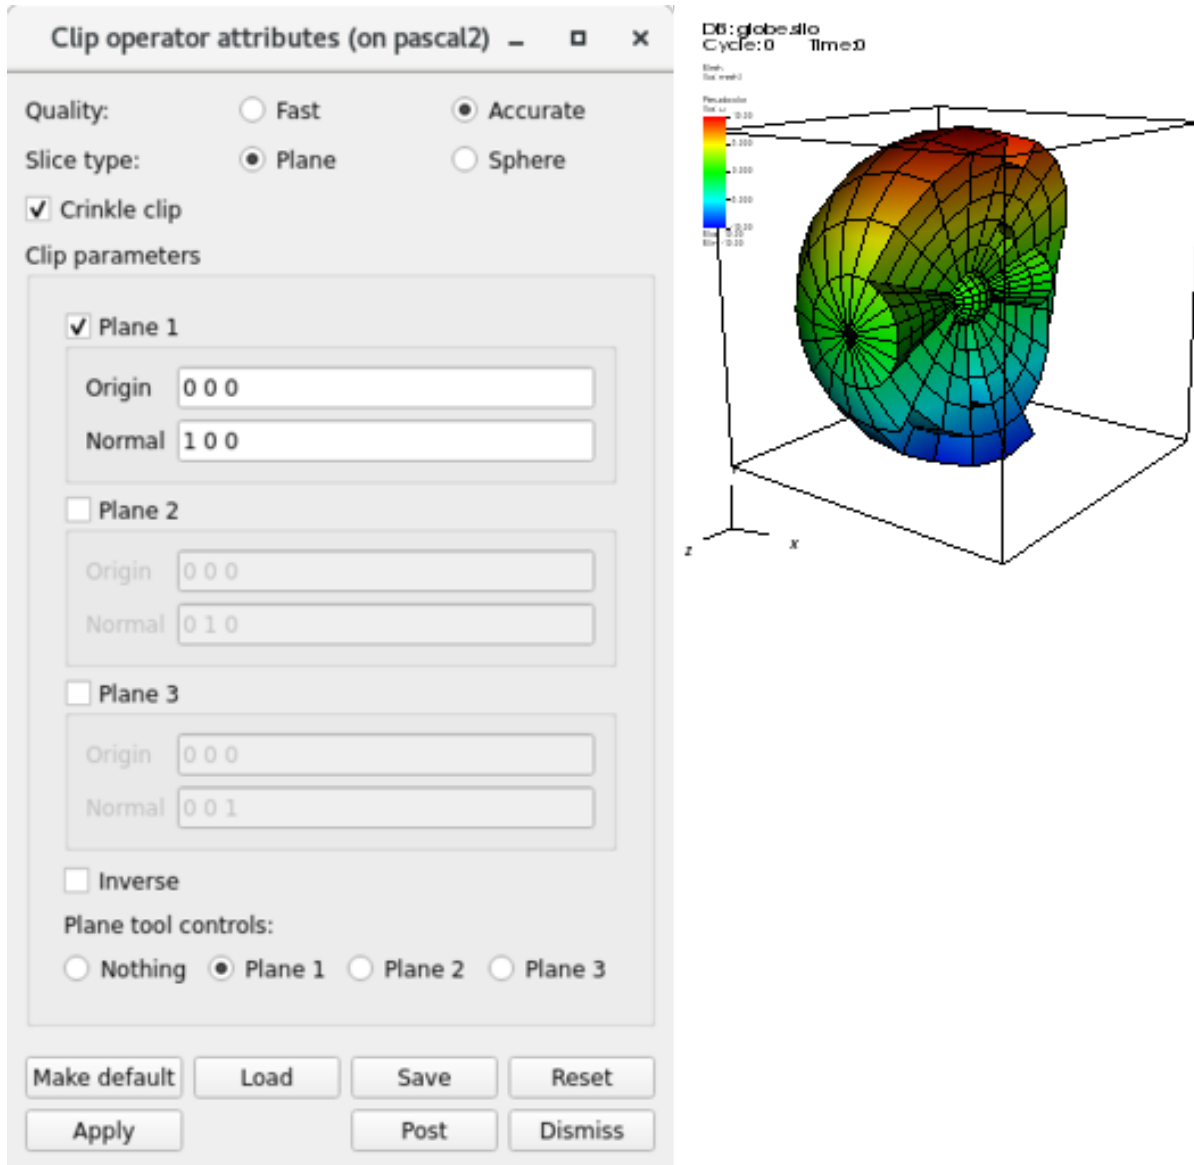 Clip operator attributes (on pascal2)
Quality: Fast Accurate
Slice type: Plane Sphere
Crinkle clip
Clip parameters
Plane 1
Origin 0 0 0
Normal 1 0 0
Plane 2
Origin 0 0 0
Normal 0 1 0
Plane 3
Origin 0 0 0
Normal 0 0 1
Inverse
Plane tool controls:
Nothing Plane 1 Plane 2 Plane 3
Make default Load Save Reset
Apply Post Dismiss
DB: globe.silo
Cycle: 0 Time:0
Pseudocolor
z
x